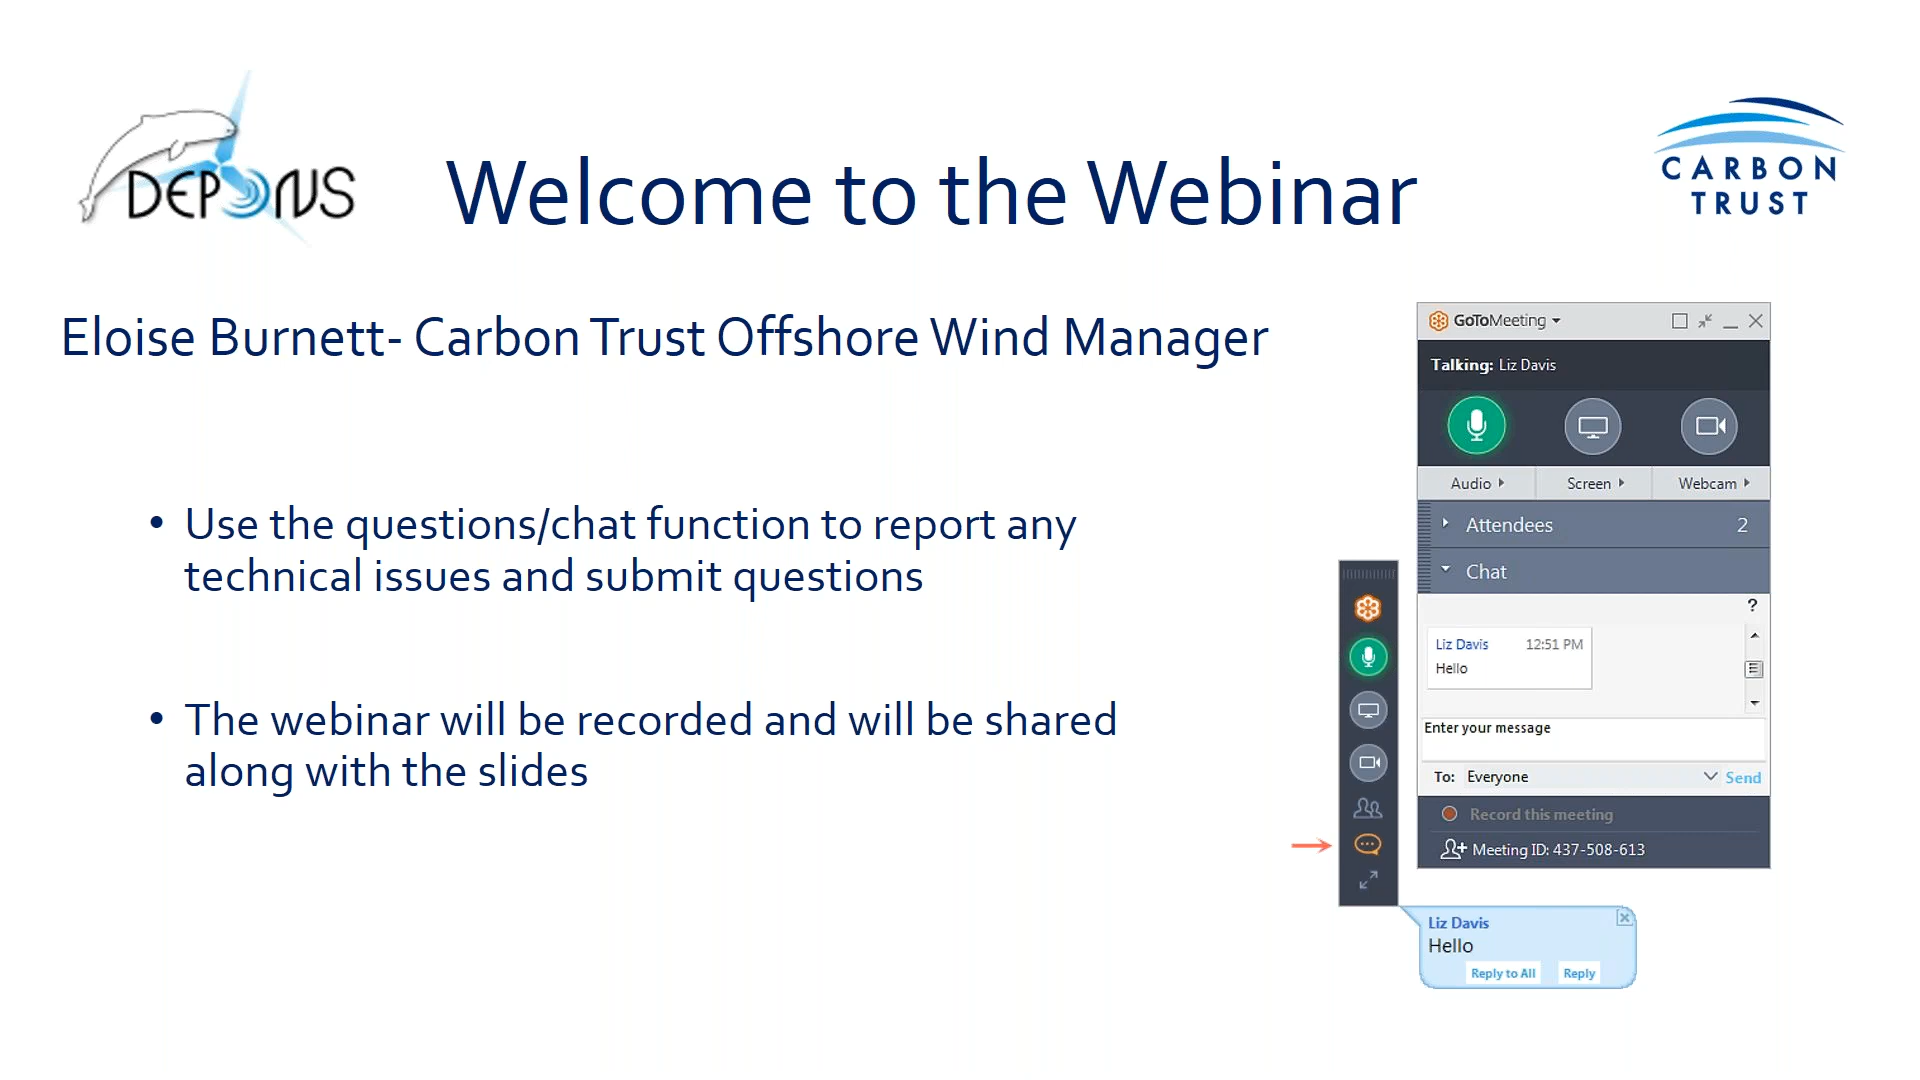 DEPONS
Welcome to the Webinar
CARBON
TRUST
Eloise Burnett- Carbon Trust Offshore Wind Manager
• Use the questions/chat function to report any
technical issues and submit questions
• The webinar will be recorded and will be shared
along with the slides
GoToMeeting
Talking: Liz Davis
Audio
Screen
Webcam
Attendees 2
Chat
?
Liz Davis 12:51 PM
Hello
Enter your message
To: Everyone Send
Record this meeting
Meeting ID: 437-508-613
Liz Davis
Hello
Reply to All Reply